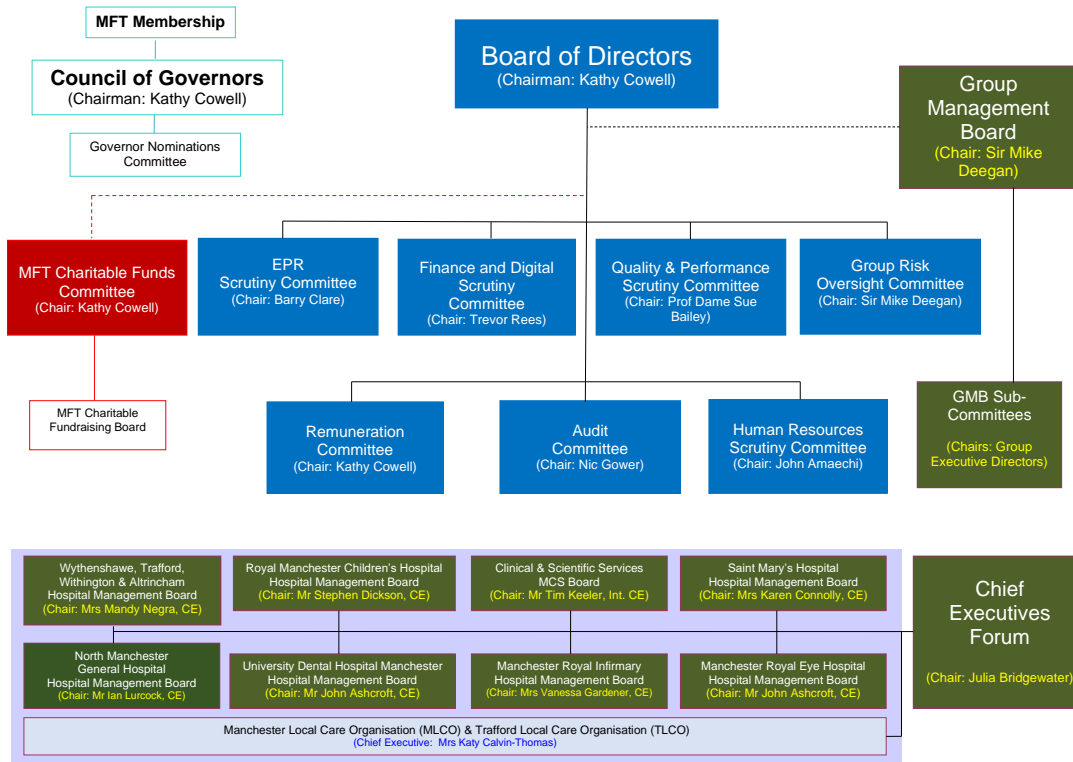 MFT Membership
Council of Governors
(Chairman: Kathy Cowell)
Governor Nominations
Committee
Board of Directors
(Chairman: Kathy Cowell)
Group
Management
Board
(Chair: Sir Mike
Deegan)
MFT Charitable Funds
Committee
(Chair: Kathy Cowell)
EPR
Scrutiny Committee
(Chair: Barry Clare)
Finance and Digital
Scrutiny
Committee
(Chair: Trevor Rees)
Quality & Performance
Scrutiny Committee
(Chair: Prof Dame Sue
Bailey)
Group Risk
Oversight Committee
(Chair: Sir Mike Deegan)
MFT Charitable
Fundraising Board
Remuneration
Committee
(Chair: Kathy Cowell)
Audit
Committee
(Chair: Nic Gower)
Human Resources
Scrutiny Committee
(Chair: John Amaechi)
GMB Sub-
Committees
(Chairs: Group
Executive Directors)
Wythenshawe, Trafford,
Withington & Altrincham
Hospital Management Board
(Chair: Mrs Mandy Negra, CE)
Royal Manchester Children's Hospital
Hospital Management Board
(Chair: Mr Stephen Dickson, CE)
Clinical & Scientific Services
MCS Board
(Chair: Mr Tim Keeler, Int. CE)
Saint Mary's Hospital
Hospital Management Board
(Chair: Mrs Karen Connolly, CE)
Chief
Executives
Forum
(Chair: Julia Bridgewater)
North Manchester
General Hospital
Hospital Management Board
(Chair: Mr Ian Lurcock, CE)
University Dental Hospital Manchester
Hospital Management Board
(Chair: Mr John Ashcroft, CE)
Manchester Royal Infirmary
Hospital Management Board
(Chair: Mrs Vanessa Gardener, CE)
Manchester Royal Eye Hospital
Hospital Management Board
(Chair: Mr John Ashcroft, CE)
Manchester Local Care Organisation (MLCO) & Trafford Local Care Organisation (TLCO)
(Chief Executive: Mrs Katy Calvin-Thomas)